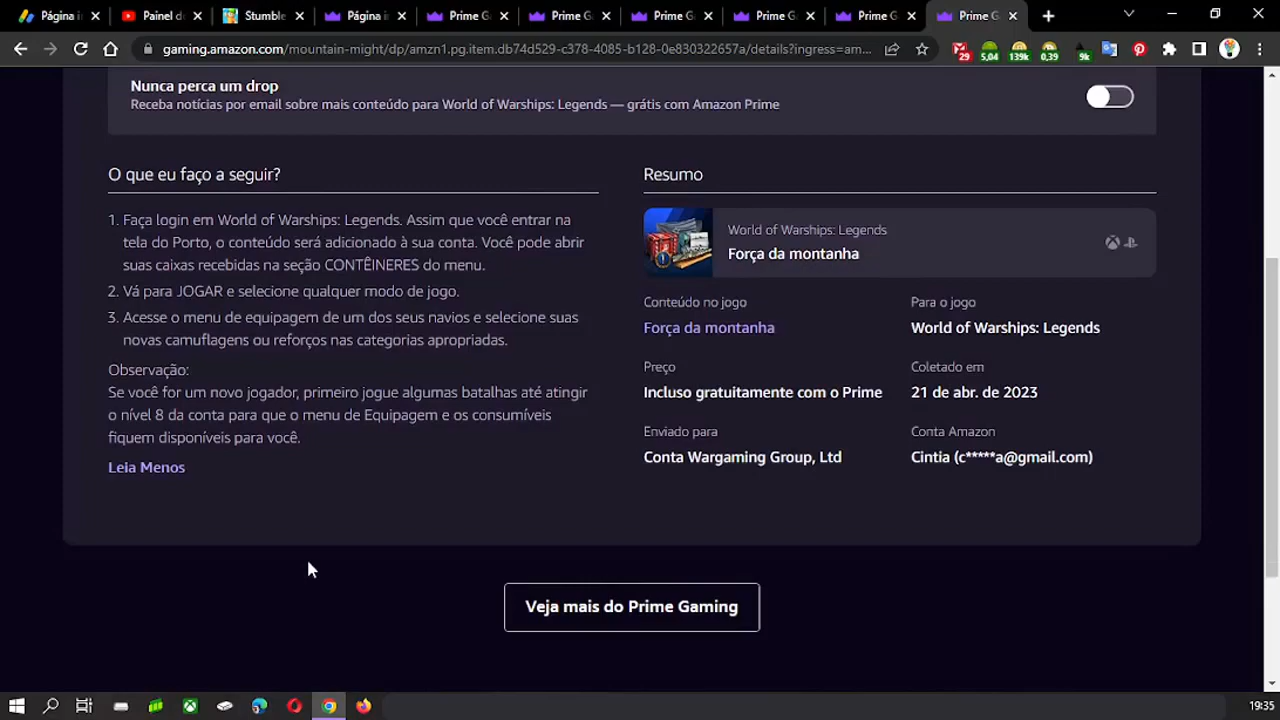 Página in
Painel de
Stumble
Página in
Prime G
Prime G
Prime G
Prime G
Prime G
Prime G
gaming.amazon.com/mountain-might/dp/amzn1.pg.item.db74d529-c378-4085-b128-0e830322657a/details?ingress=am...
29
5,04
139k
0,39
9k
Nunca perca um drop
Receba notícias por email sobre mais conteúdo para World of Warships: Legends — grátis com Amazon Prime
O que eu faço a seguir?
1. Faça login em World of Warships: Legends. Assim que você entrar na
tela do Porto, o conteúdo será adicionado à sua conta. Você pode abrir
suas caixas recebidas na seção CONTÊINERES do menu.
2. Vá para JOGAR e selecione qualquer modo de jogo.
3. Acesse o menu de equipagem de um dos seus navios e selecione suas
novas camuflagens ou reforços nas categorias apropriadas.
Observação:
Se você for um novo jogador, primeiro jogue algumas batalhas até atingir
o nível 8 da conta para que o menu de Equipagem e os consumíveis
fiquem disponíveis para você.
Leia Menos
Resumo
World of Warships: Legends
Força da montanha
Conteúdo no jogo
Força da montanha
Para o jogo
World of Warships: Legends
Preço
Incluso gratuitamente com o Prime
Coletado em
21 de abr. de 2023
Enviado para
Conta Wargaming Group, Ltd
Conta Amazon
Cintia (c*****a@gmail.com)
Veja mais do Prime Gaming
19:35